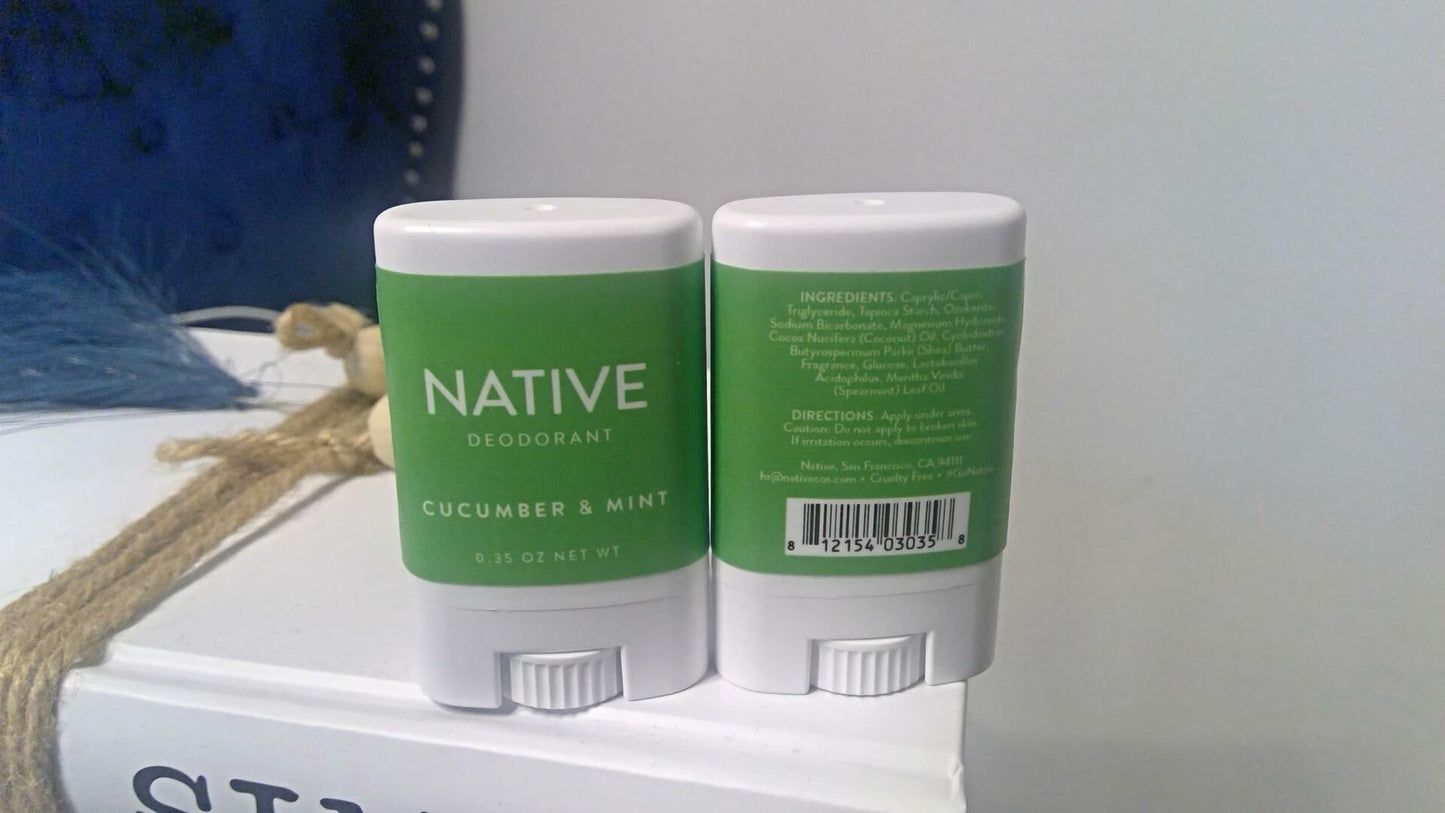 NATIVE
DEODORANT
CUCUMBER & MINT
0.35 OZ NET WT
INGREDIENTS: Caprylic/Capric
Triglyceride, Tapioca Starch, Ozokerite,
Sodium Bicarbonate, Magnesium Hydroxide,
Cocos Nucifera (Coconut) Oil, Cyclodextrin,
Butyrospermum Parkii (Shea) Butter,
Fragrance, Glucose, Lactobacillus
Acidophilus, Mentha Viridis
(Spearmint) Leaf Oil
DIRECTIONS: Apply under arms.
Caution: Do not apply to broken skin.
If irritation occurs, discontinue use.
Native, San Francisco, CA 94111
hi@nativecos.com • Cruelty Free • #GoNative
8 12154 03035 8